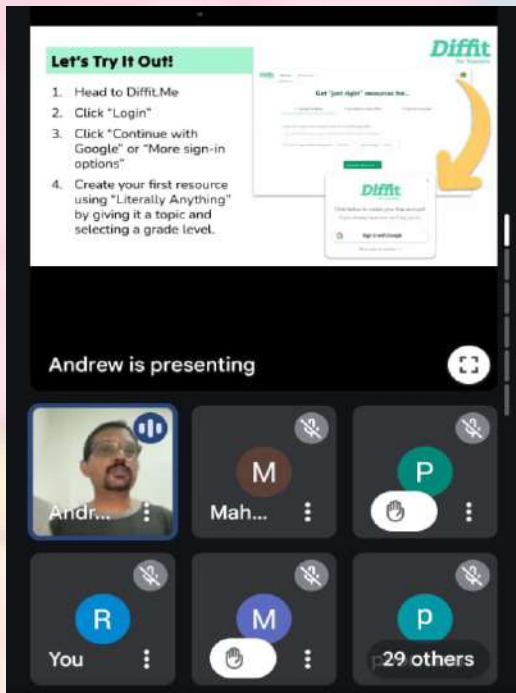 Diffit
for Teachers
Let's Try It Out!
1. Head to Diffit.Me
2. Click "Login"
3. Click "Continue with
Google" or "More sign-in
options"
4. Create your first resource
using "Literally Anything"
by giving it a topic and
selecting a grade level.
Get "just right" resources for...
Diffit
Sign in with Google
Andrew is presenting
Andr...
M
Mah...
P
R
You
M
p
29 others